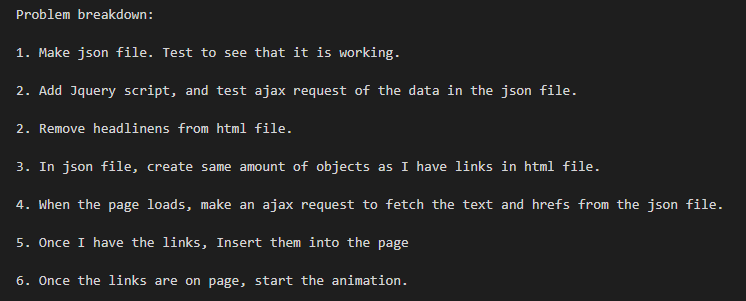 Problem breakdown:
1. Make json file. Test to see that it is working.
2. Add Jquery script, and test ajax request of the data in the json file.
2. Remove headlinens from html file.
3. In json file, create same amount of objects as I have links in html file.
4. When the page loads, make an ajax request to fetch the text and hrefs from the json file.
5. Once I have the links, Insert them into the page
6. Once the links are on page, start the animation.